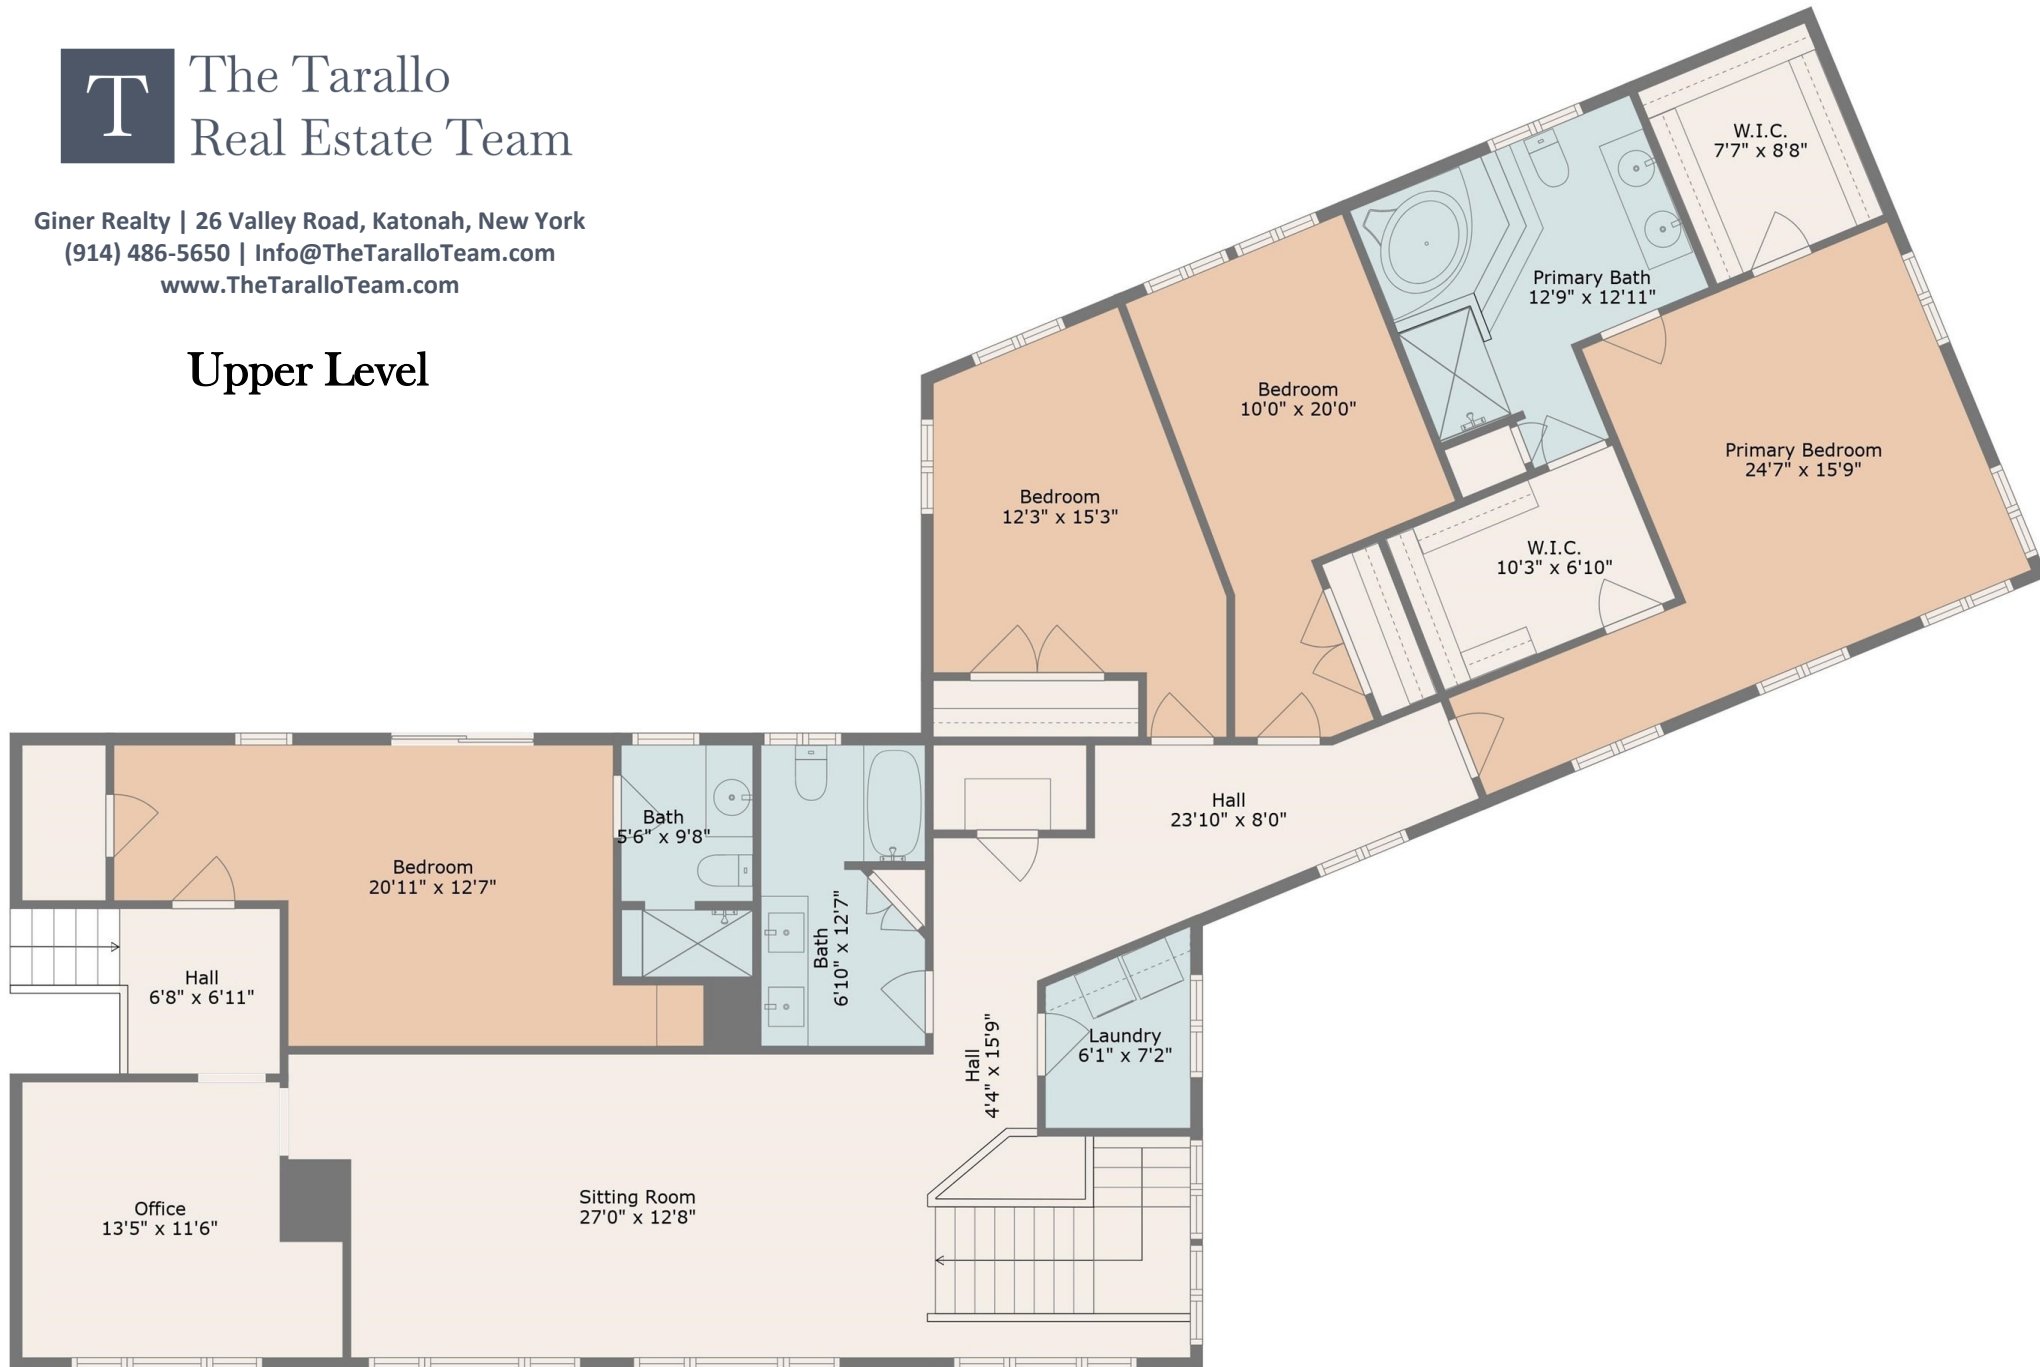 T
The Tarallo
Real Estate Team
Giner Realty | 26 Valley Road, Katonah, New York
(914) 486-5650 | Info@TheTaralloTeam.com
www.TheTaralloTeam.com
Upper Level
W.I.C.
7'7" x 8'8"
Primary Bath
12'9" x 12'11"
Bedroom
10'0" x 20'0"
Primary Bedroom
24'7" x 15'9"
Bedroom
12'3" x 15'3"
W.I.C.
10'3" x 6'10"
Hall
23'10" x 8'0"
Bath
5'6" x 9'8"
Bedroom
20'11" x 12'7"
Bath
6'10" x 12'7"
Hall
6'8" x 6'11"
Hall
4'4" x 15'9"
Laundry
6'1" x 7'2"
Sitting Room
27'0" x 12'8"
Office
13'5" x 11'6"